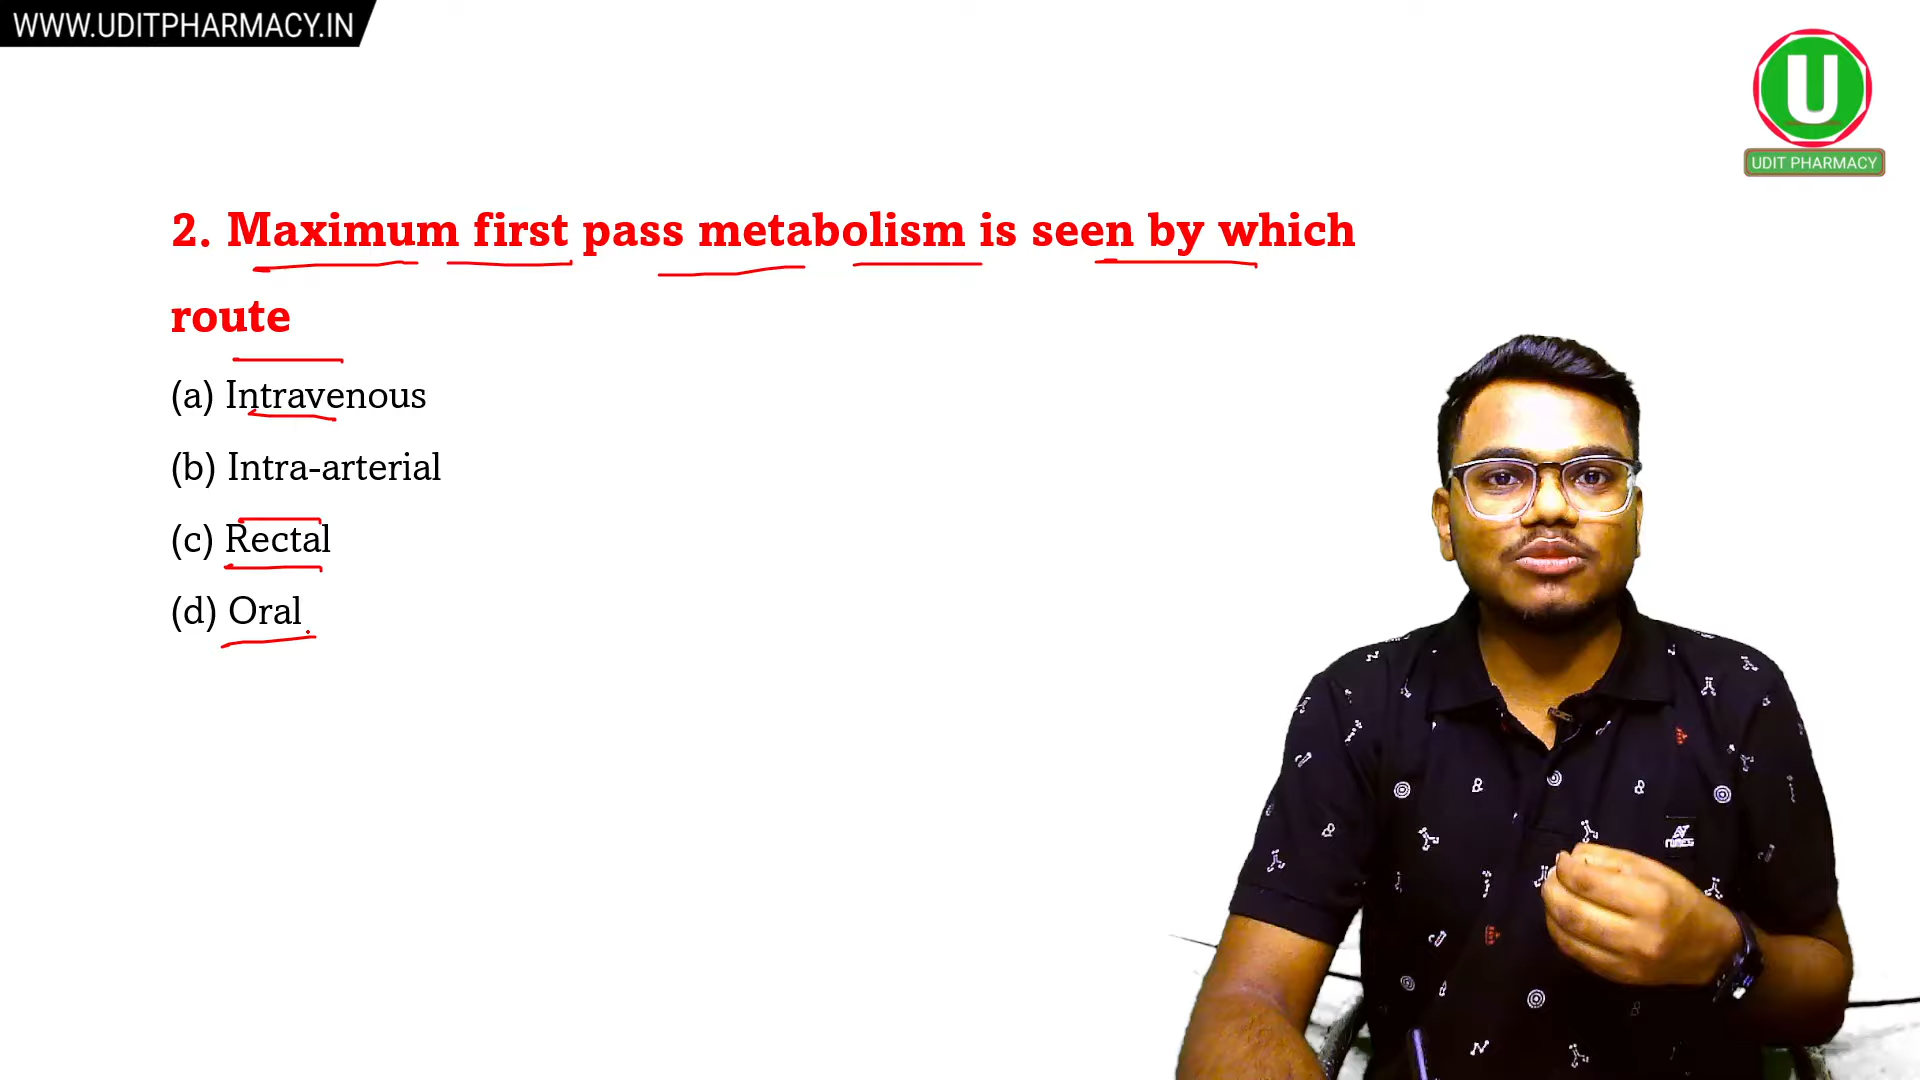 WWW.UDITPHARMACY.IN
U
UDIT PHARMACY
2. Maximum first pass metabolism is seen by which
route
(a) Intravenous
(b) Intra-arterial
(c) Rectal
(d) Oral